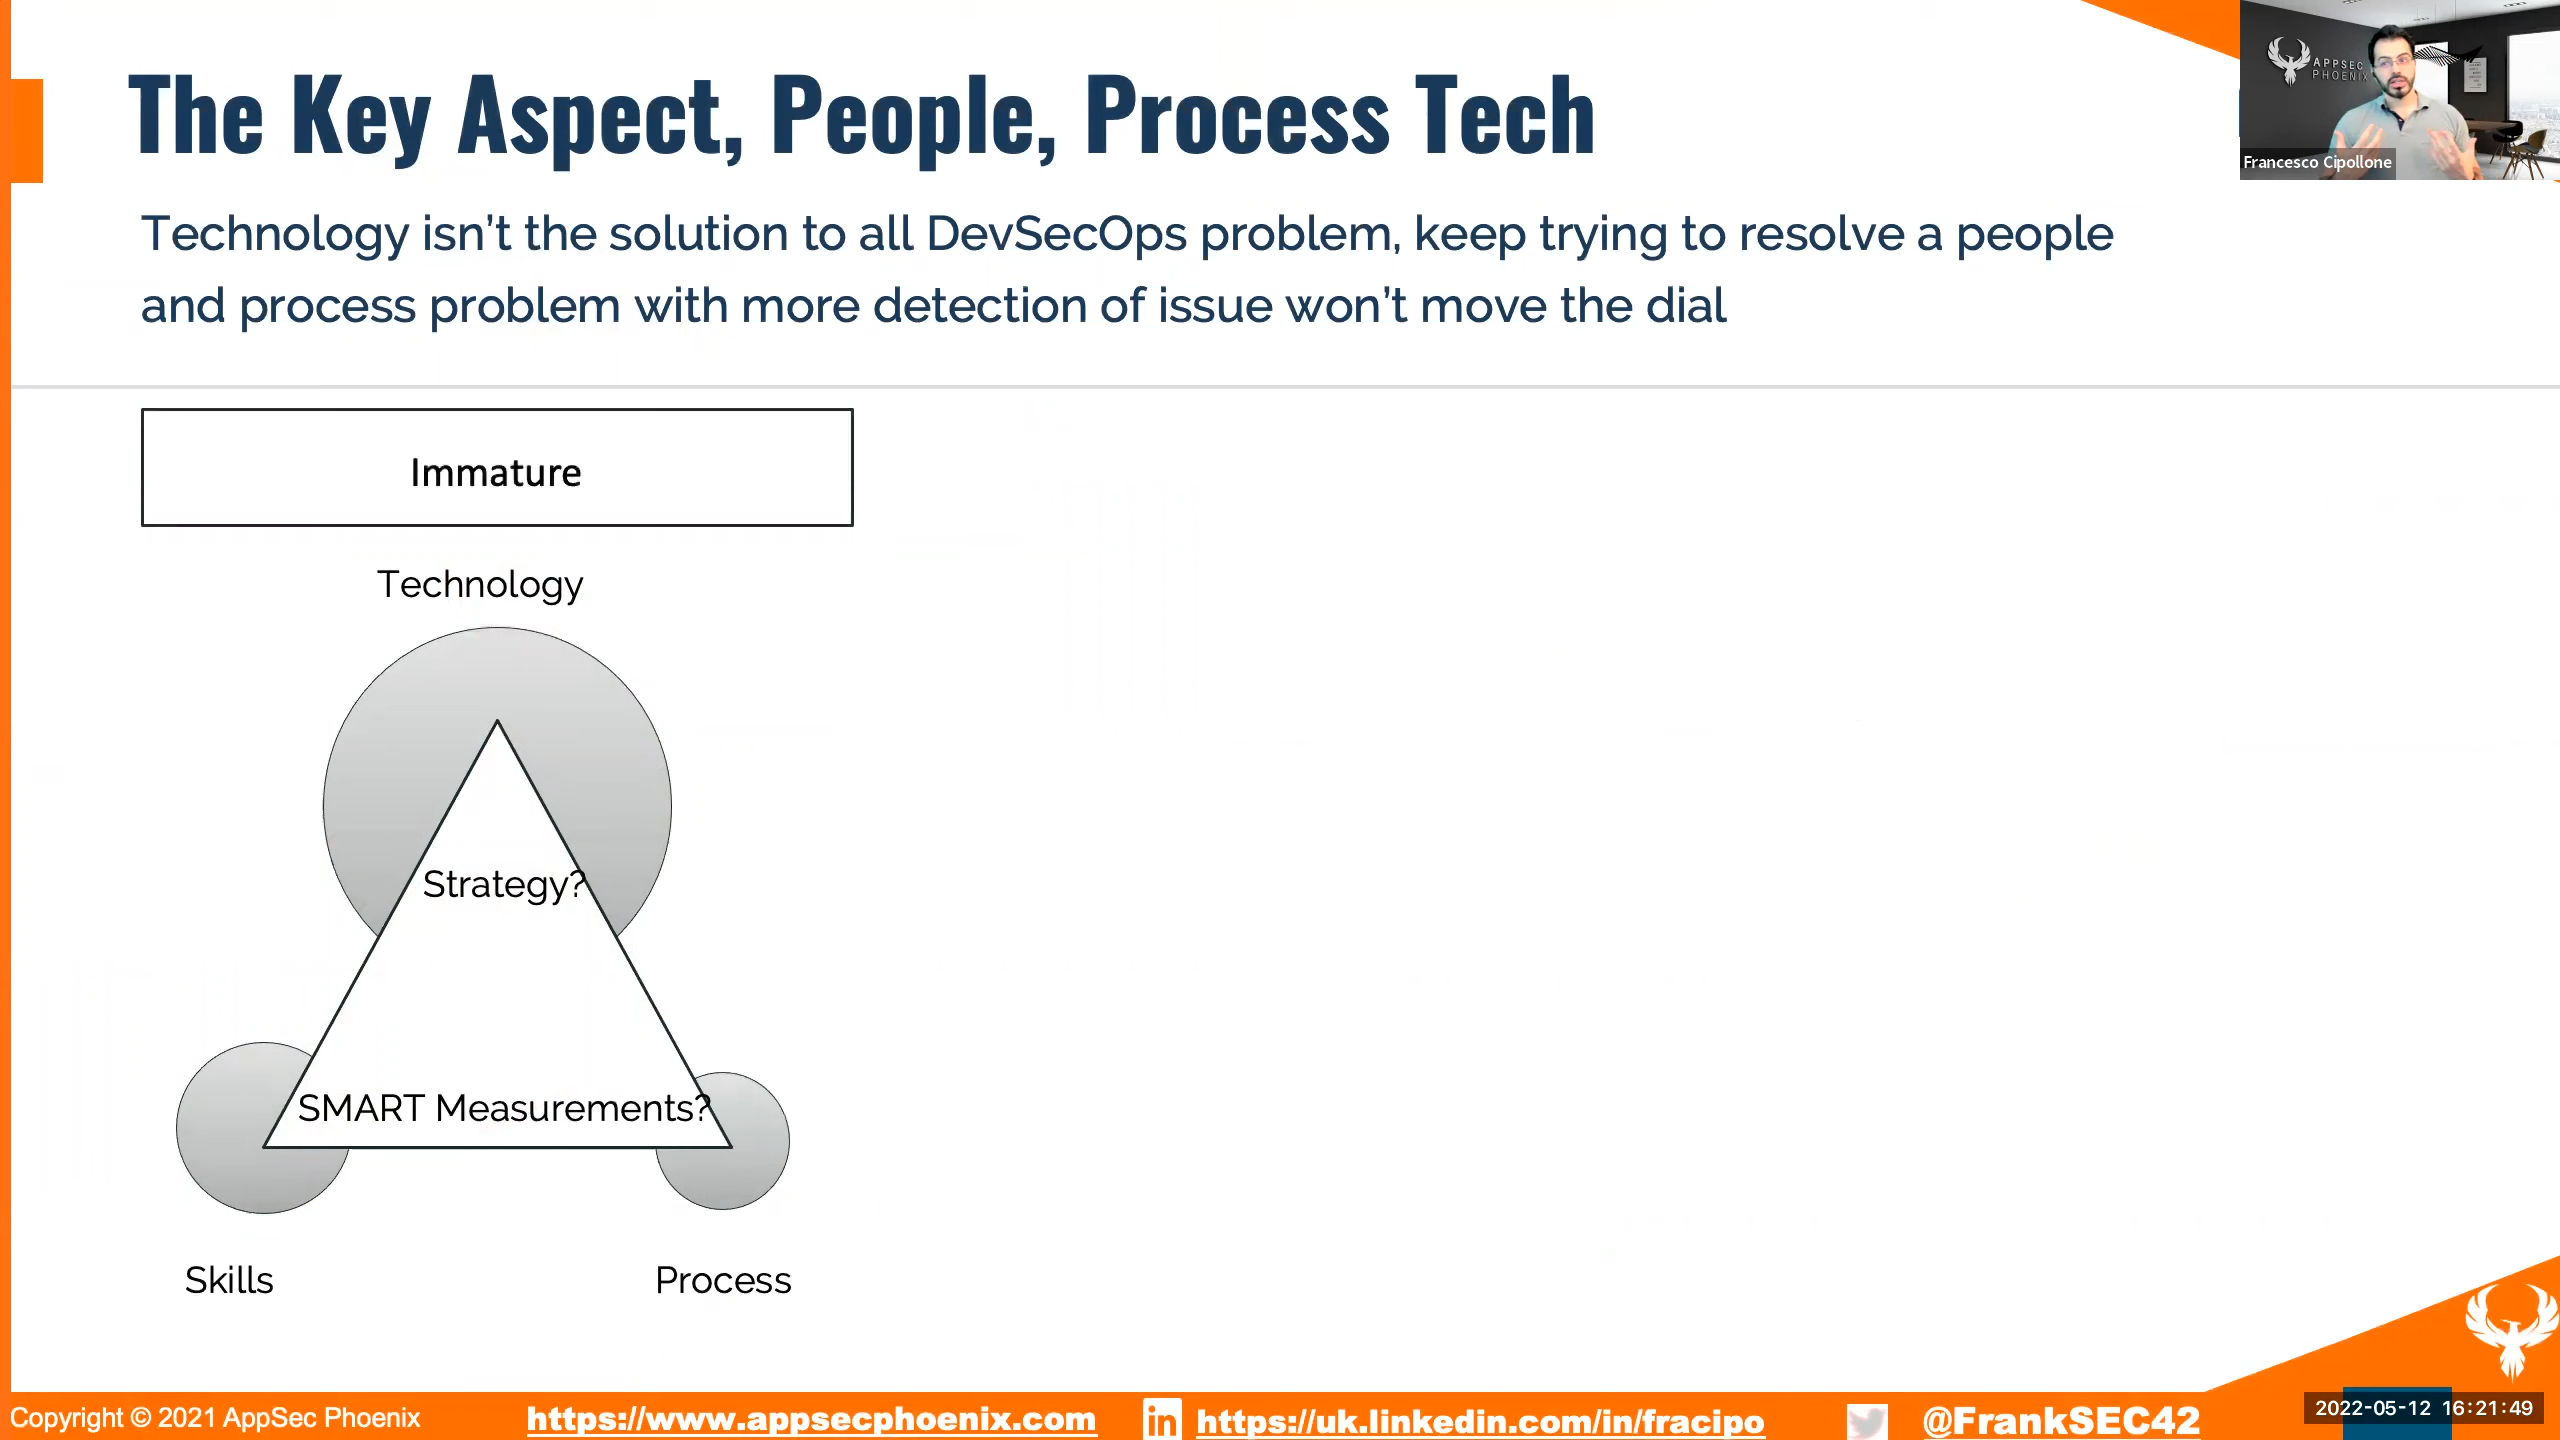 The Key Aspect, People, Process Tech
APPSEC
PHOENIX
Francesco Cipollone
Technology isn’t the solution to all DevSecOps problem, keep trying to resolve a people
and process problem with more detection of issue won’t move the dial
Immature
Technology
Strategy?
SMART Measurements?
Skills
Process
Copyright © 2021 AppSec Phoenix
https://www.appsecphoenix.com
in
https://uk.linkedin.com/in/fracipo
@FrankSEC42
2022-05-12 16:21:49